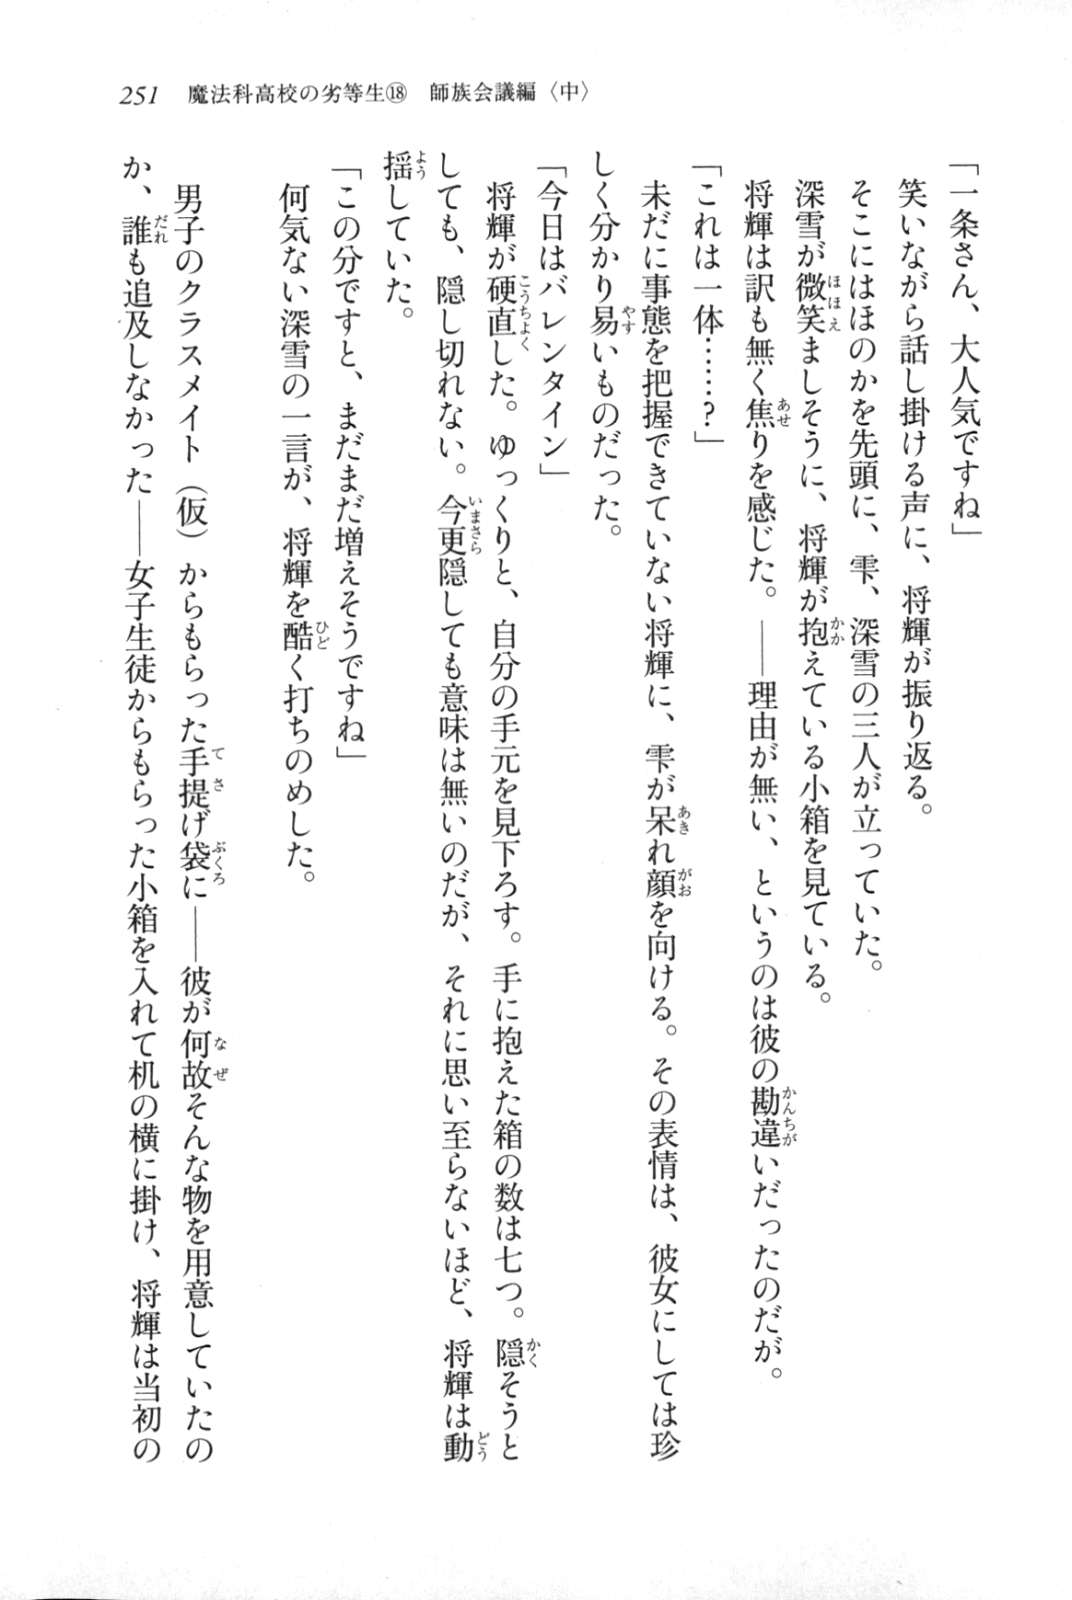 251　魔法科高校の劣等生⑱　師族会議編〈中〉
「一条さん、大人気ですね」
　笑いながら話し掛ける声に、将輝が振り返る。
　そこにはほのかを先頭に、雫、深雪の三人が立っていた。
　深雪が微笑ましそうに、将輝が抱えている小箱を見ている。
　将輝は訳も無く焦りを感じた。――理由が無い、というのは彼の勘違いだったのだが。
「これは一体……？」
　未だに事態を把握できていない将輝に、雫が呆れ顔を向ける。その表情は、彼女にしては珍
しく分かり易いものだった。
「今日はバレンタイン」
　将輝が硬直した。ゆっくりと、自分の手元を見下ろす。手に抱えた箱の数は七つ。隠そうと
しても、隠し切れない。今更隠しても意味は無いのだが、それに思い至らないほど、将輝は動
揺していた。
「この分ですと、まだまだ増えそうですね」
　何気ない深雪の一言が、将輝を酷く打ちのめした。
　男子のクラスメイト（仮）からもらった手提げ袋に――彼が何故そんな物を用意していたの
か、誰も追及しなかった――女子生徒からもらった小箱を入れて机の横に掛け、将輝は当初の